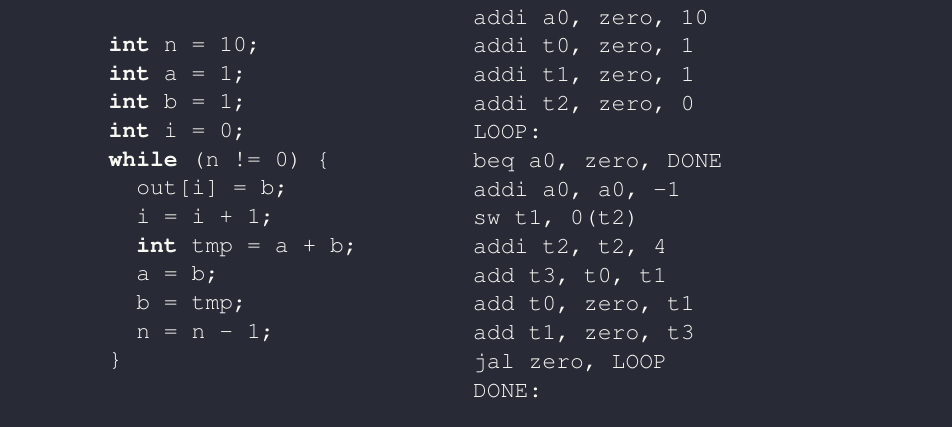 int n = 10;
int a = 1;
int b = 1;
int i = 0;
while (n != 0) {
out[i] = b;
i = i + 1;
int tmp = a + b;
a = b;
b = tmp;
n = n - 1;
}
addi a0, zero, 10
addi t0, zero, 1
addi t1, zero, 1
addi t2, zero, 0
LOOP:
beq a0, zero, DONE
addi a0, a0, -1
sw t1, 0(t2)
addi t2, t2, 4
add t3, t0, t1
add t0, zero, t1
add t1, zero, t3
jal zero, LOOP
DONE: